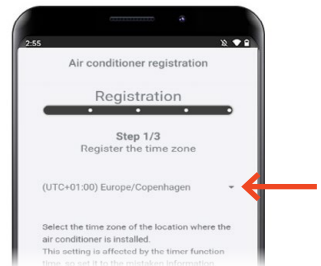 2:55
Air conditioner registration
Registration
Step 1/3
Register the time zone
(UTC+01:00) Europe/Copenhagen
Select the time zone of the location where the
air conditioner is installed.
This setting is affected by the timer function
time, so set it to the mistaken information